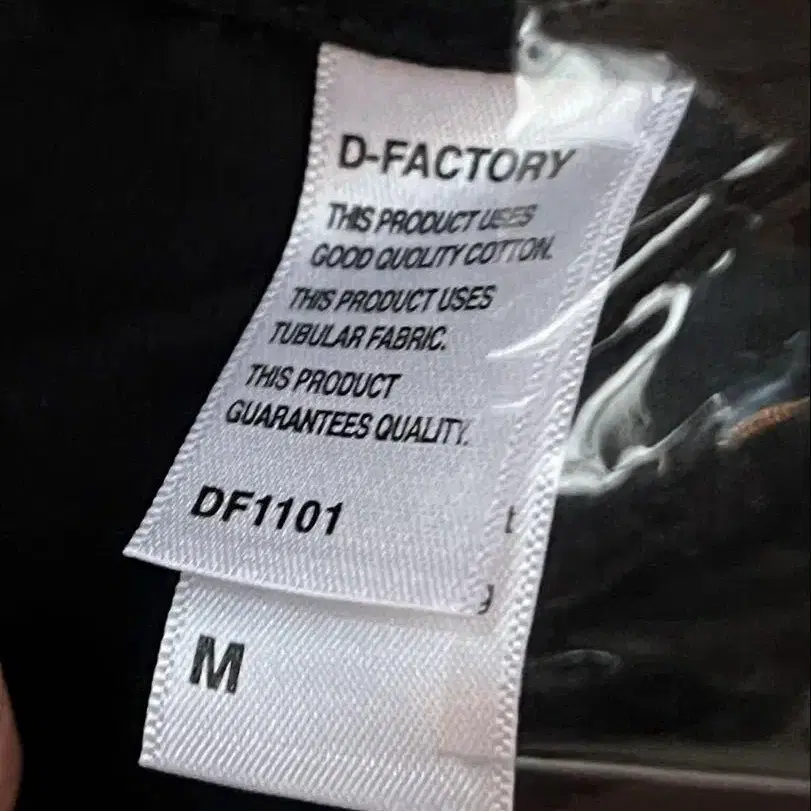 D-FACTORY
THIS PRODUCT USES
GOOD QUOLITY COTTON.
THIS PRODUCT USES
TUBULAR FABRIC.
THIS PRODUCT
GUARANTEES QUALITY.
DF1101
M